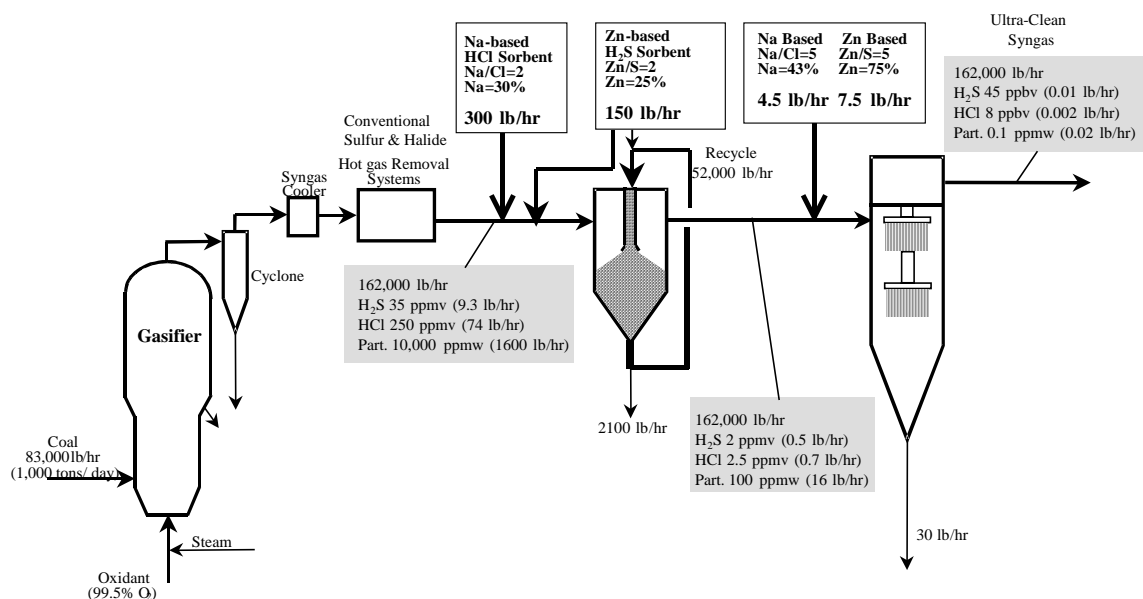 Na-based
HCl Sorbent
Na/Cl=2
Na=30%
300 lb/hr
Zn-based
H₂S Sorbent
Zn/S=2
Zn=25%
150 lb/hr
Na Based Zn Based
Na/Cl=5 Zn/S=5
Na=43% Zn=75%
4.5 lb/hr 7.5 lb/hr
Ultra-Clean
Syngas
162,000 lb/hr
H₂S 45 ppbv (0.01 lb/hr)
HCl 8 ppbv (0.002 lb/hr)
Part. 0.1 ppmw (0.02 lb/hr)
Conventional
Sulfur & Halide
Hot gas Removal
Systems
Syngas
Cooler
Recycle
52,000 lb/hr
Cyclone
Gasifier
162,000 lb/hr
H₂S 35 ppmv (9.3 lb/hr)
HCl 250 ppmv (74 lb/hr)
Part. 10,000 ppmw (1600 lb/hr)
2100 lb/hr
162,000 lb/hr
H₂S 2 ppmv (0.5 lb/hr)
HCl 2.5 ppmv (0.7 lb/hr)
Part. 100 ppmw (16 lb/hr)
Coal
83,000lb/hr
(1,000 tons/ day)
30 lb/hr
Steam
Oxidant
(99.5% O₂)